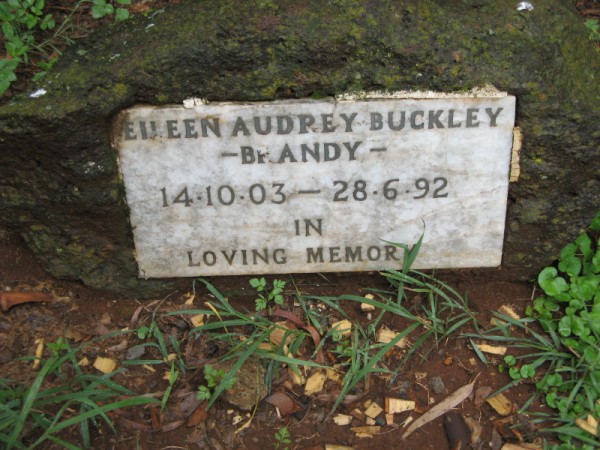 EILEEN AUDREY BUCKLEY
– BRANDY –
14·10·03 – 28·6·92
IN
LOVING MEMORY